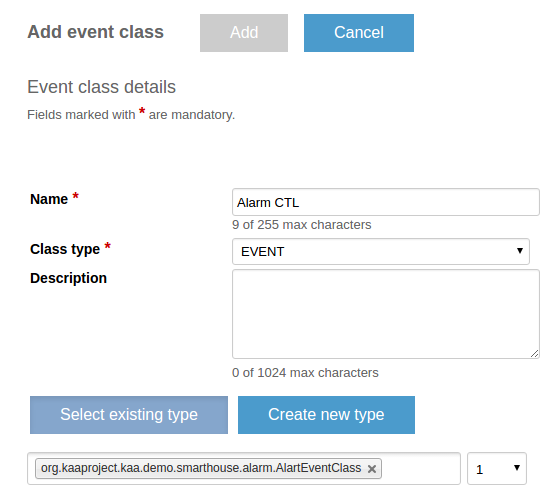 Add event class Add Cancel
Event class details
Fields marked with * are mandatory.
Name * Alarm CTL
9 of 255 max characters
Class type * EVENT
Description
0 of 1024 max characters
Select existing type Create new type
org.kaaproject.kaa.demo.smarthouse.alarm.AlartEventClass 1